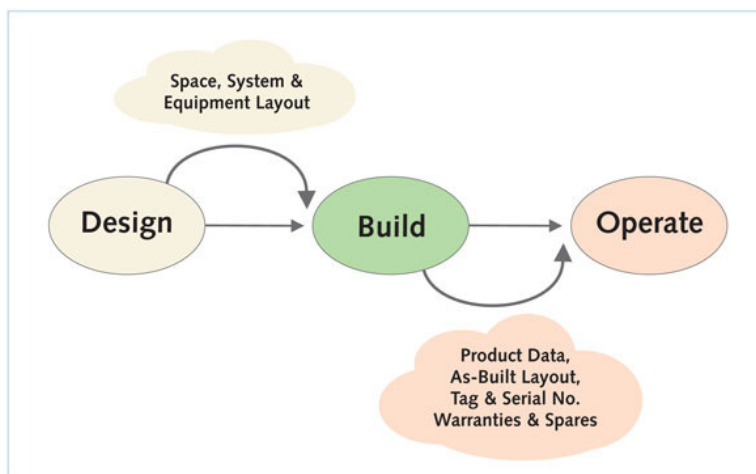 Space, System &
Equipment Layout
Design
Build
Operate
Product Data,
As-Built Layout,
Tag & Serial No.
Warranties & Spares